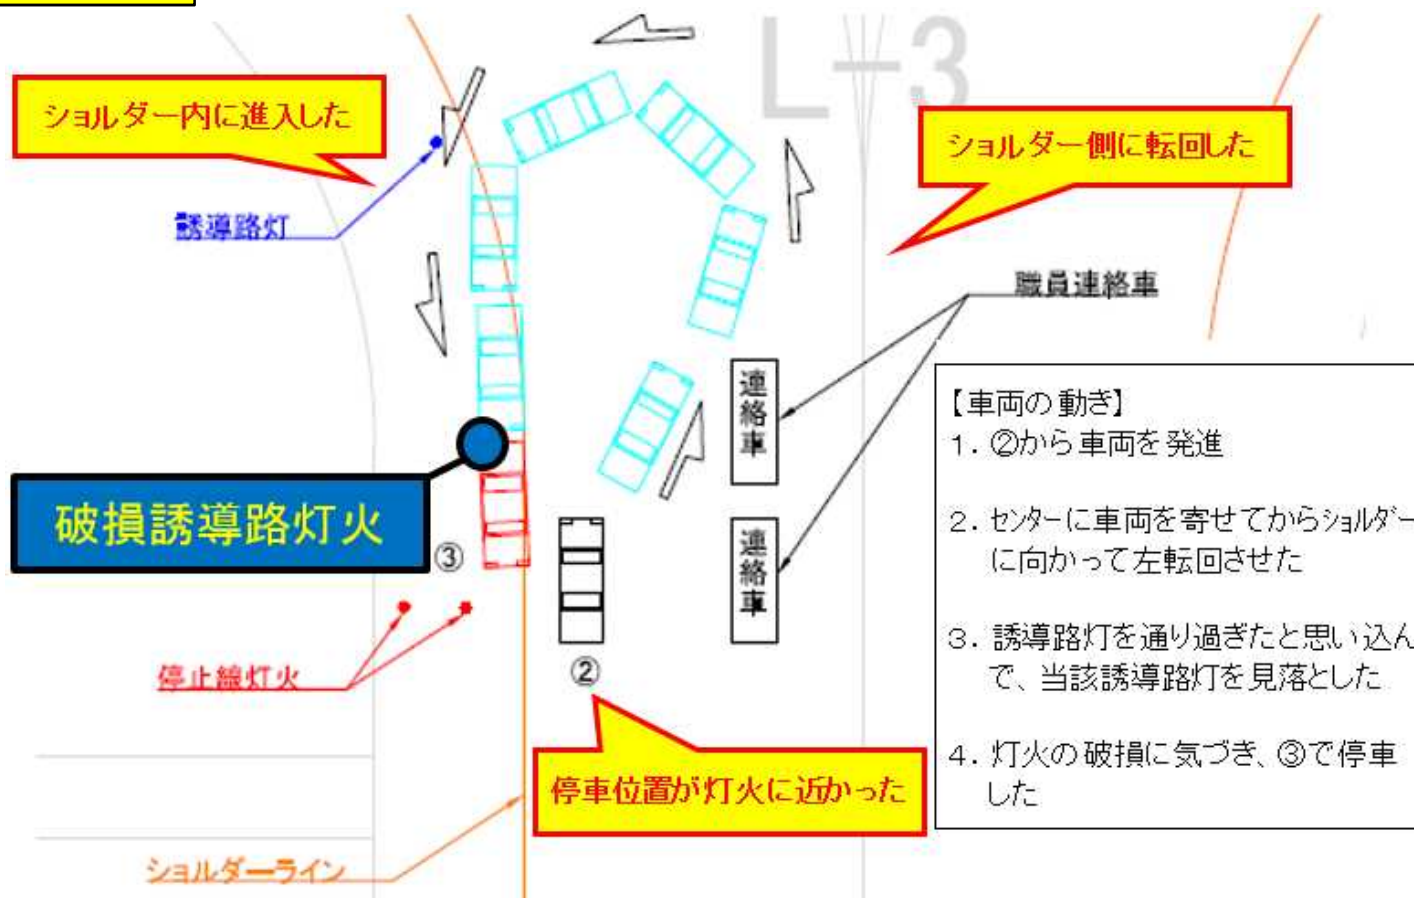 L-3
ショルダー内に進入した
ショルダー側に転回した
誘導路灯
職員連絡車
連絡車
破損誘導路灯火
③
連絡車
停止線灯火
②
停車位置が灯火に近かった
ショルダーライン
【車両の動き】
1. ②から車両を発進
2. センターに車両を寄せてからショルダー
に向かって左転回させた
3. 誘導路灯を通り過ぎたと思い込ん
で、当該誘導路灯を見落とした
4. 灯火の破損に気づき、③で停車
した